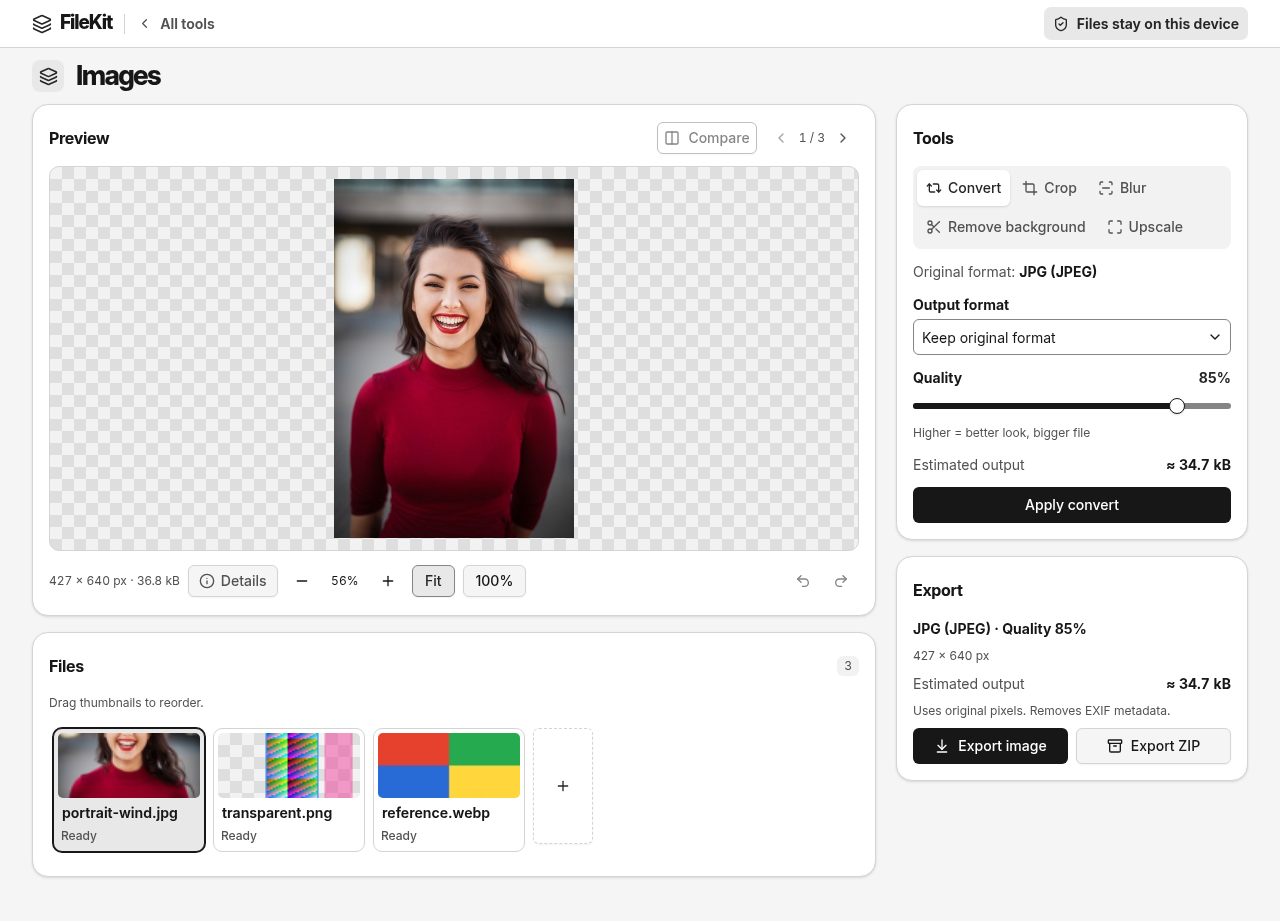 FileKit
All tools
Files stay on this device
Images
Preview
Compare
1 / 3
427 × 640 px · 36.8 kB
Details
56%
Fit
100%
Files
3
Drag thumbnails to reorder.
portrait-wind.jpg
Ready
transparent.png
Ready
reference.webp
Ready
Tools
Convert
Crop
Blur
Remove background
Upscale
Original format: JPG (JPEG)
Output format
Keep original format
Quality
85%
Higher = better look, bigger file
Estimated output
≈ 34.7 kB
Apply convert
Export
JPG (JPEG) · Quality 85%
427 × 640 px
Estimated output
≈ 34.7 kB
Uses original pixels. Removes EXIF metadata.
Export image
Export ZIP